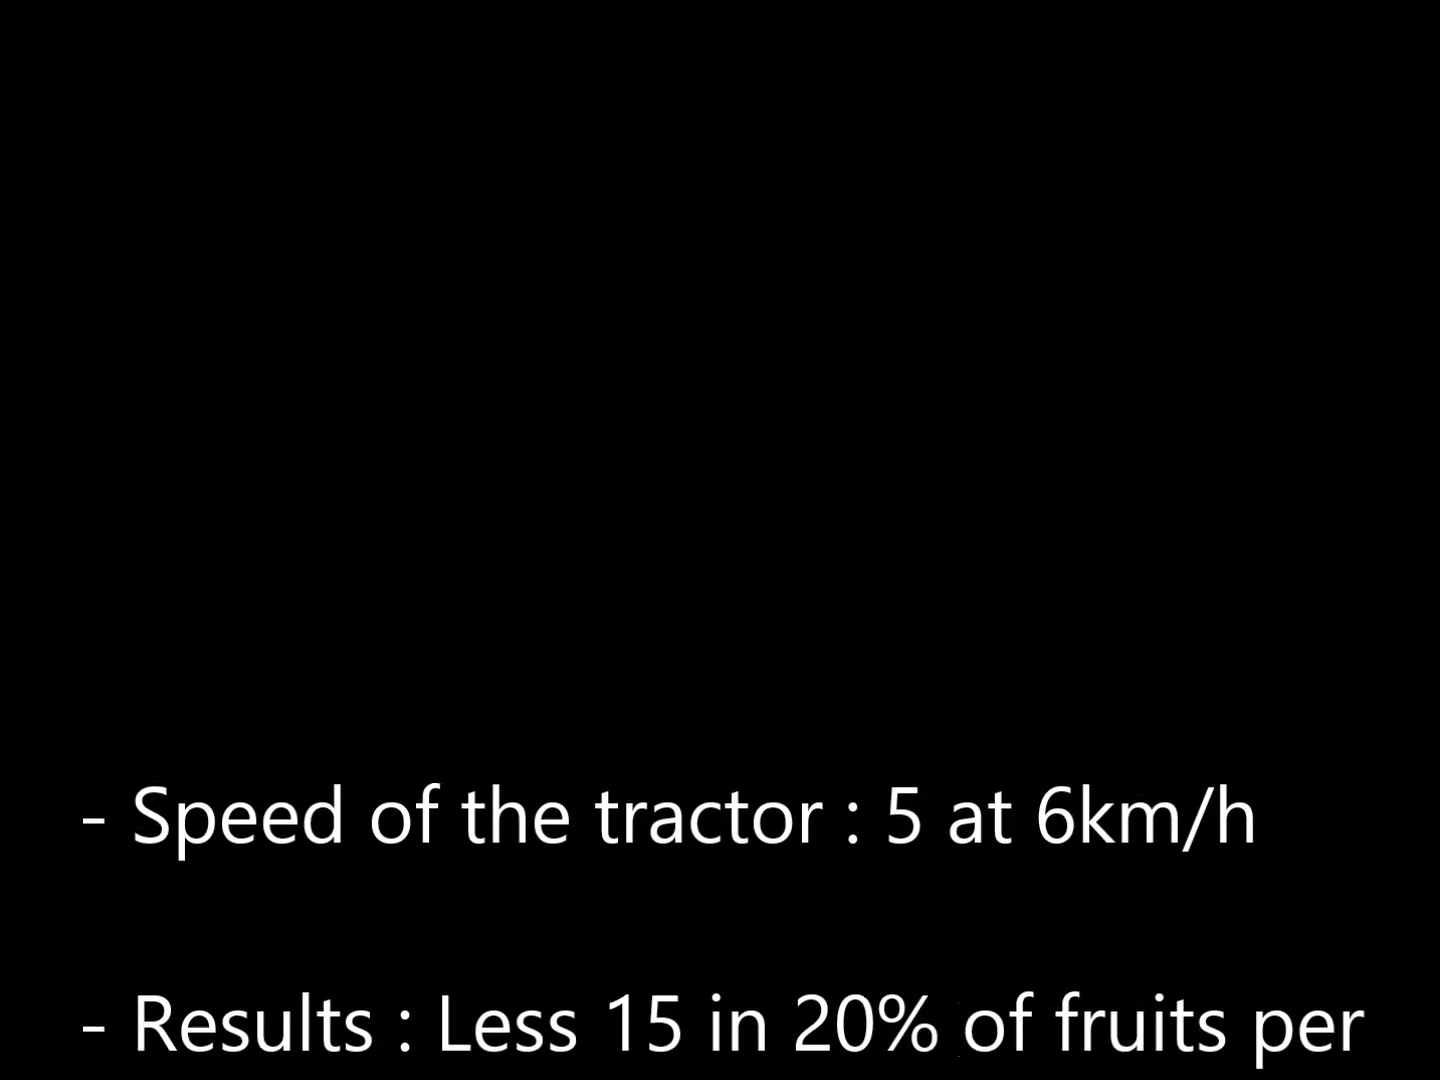 - Speed of the tractor : 5 at 6km/h
- Results : Less 15 in 20% of fruits per